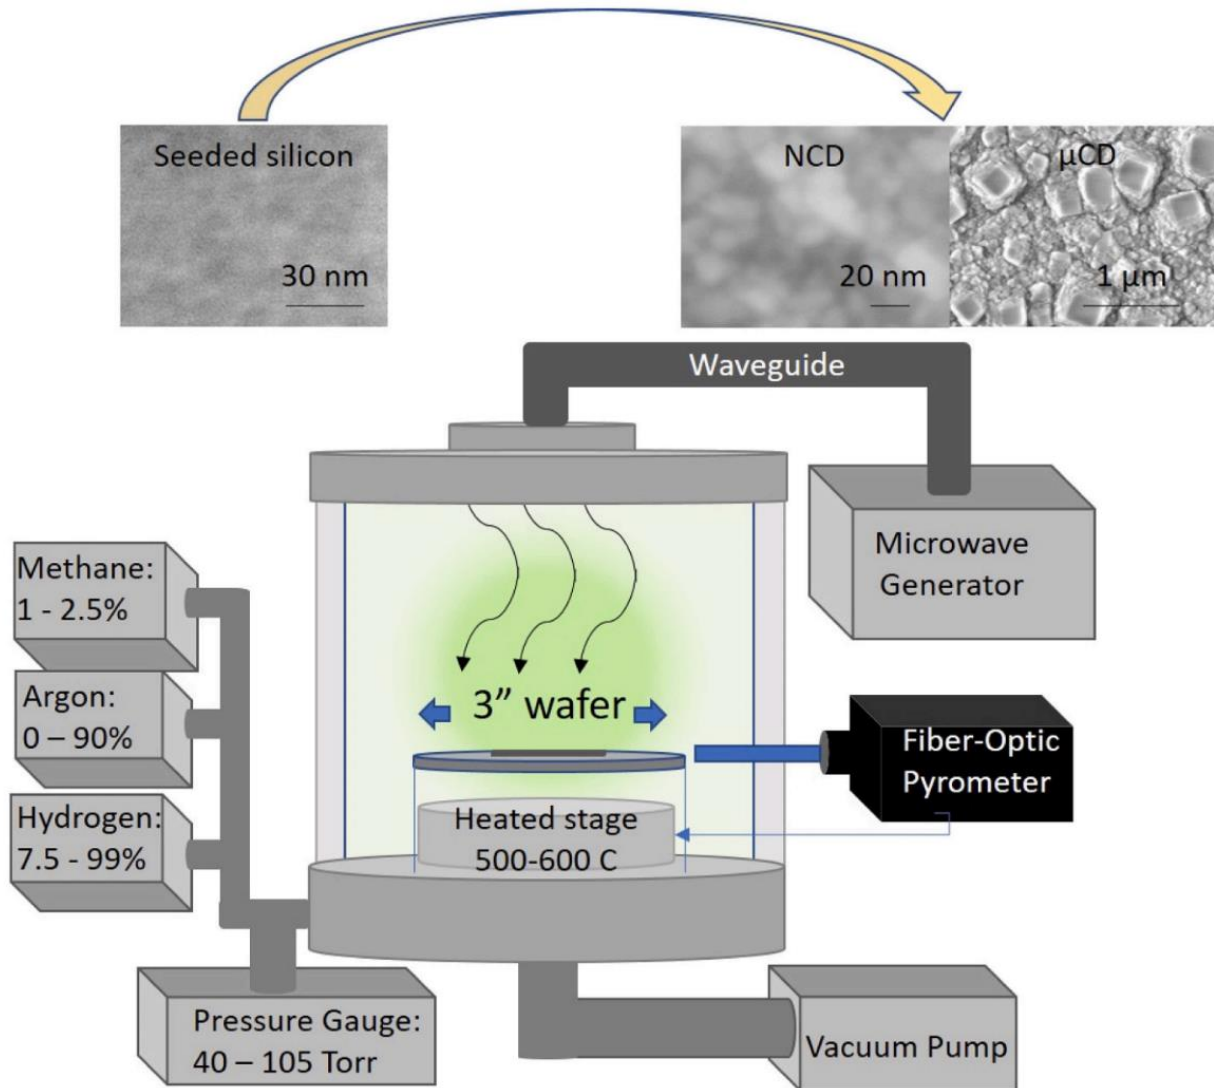 Seeded silicon
30 nm
NCD
20 nm
μCD
1 μm
Waveguide
Microwave
Generator
Methane:
1 - 2.5%
Argon:
0 – 90%
Hydrogen:
7.5 - 99%
3” wafer
Fiber-Optic
Pyrometer
Heated stage
500-600 C
Pressure Gauge:
40 – 105 Torr
Vacuum Pump